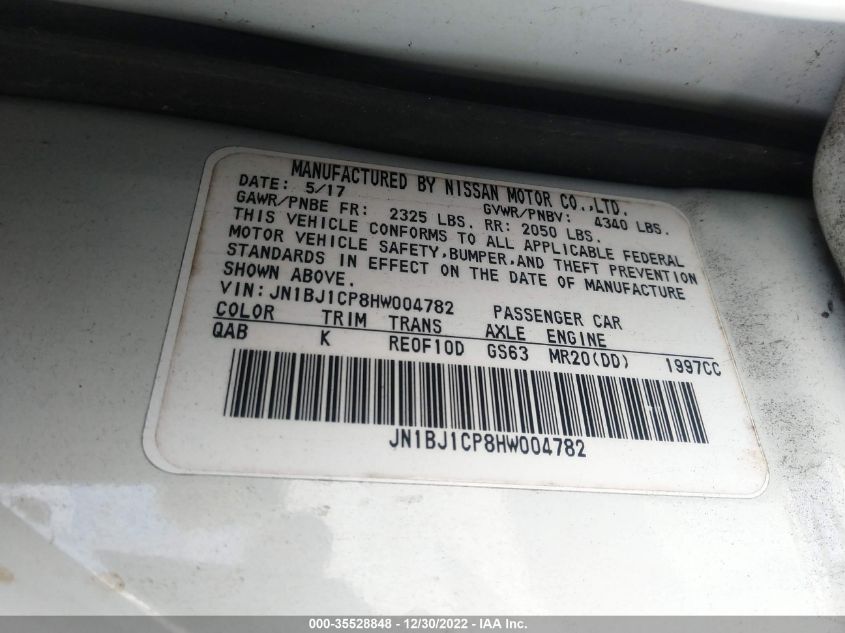 MANUFACTURED BY NISSAN MOTOR CO.,LTD.
DATE: 5/17 GVWR/PNBV: 4340 LBS.
GAWR/PNBE FR: 2325 LBS. RR: 2050 LBS.
THIS VEHICLE CONFORMS TO ALL APPLICABLE FEDERAL
MOTOR VEHICLE SAFETY,BUMPER,AND THEFT PREVENTION
STANDARDS IN EFFECT ON THE DATE OF MANUFACTURE
SHOWN ABOVE.
VIN:JN1BJ1CP8HW004782 PASSENGER CAR
COLOR TRIM TRANS AXLE ENGINE
QAB K RE0F10D GS63 MR20(DD) 1997CC
JN1BJ1CP8HW004782
000-35528848 - 12/30/2022 - IAAI.com